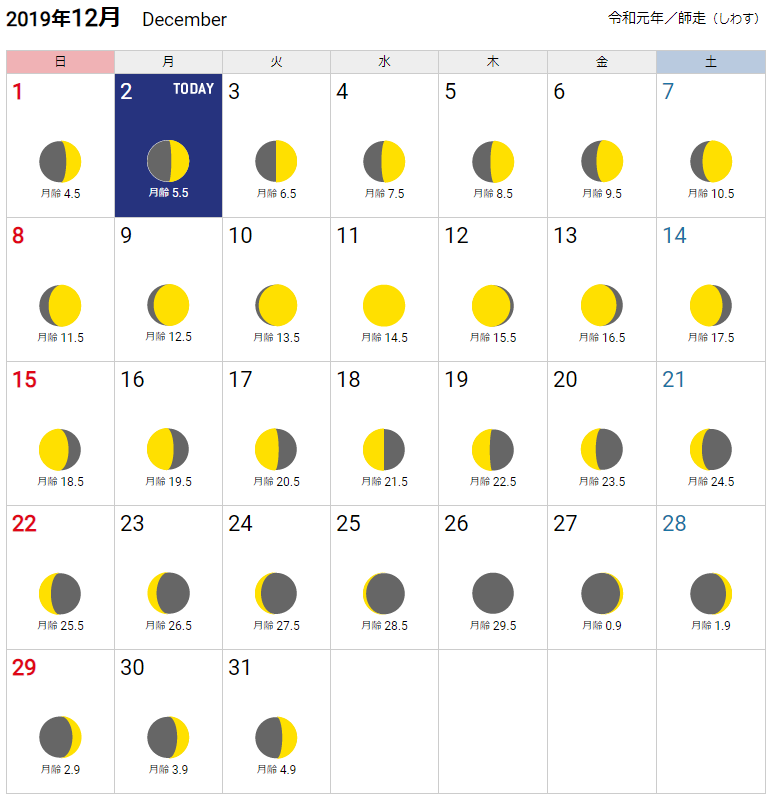 2019年12月 December 令和元年／師走（しわす）
日 月 火 水 木 金 土
1 2 TODAY 3 4 5 6 7
月齢 4.5 月齢 5.5 月齢 6.5 月齢 7.5 月齢 8.5 月齢 9.5 月齢 10.5
8 9 10 11 12 13 14
月齢 11.5 月齢 12.5 月齢 13.5 月齢 14.5 月齢 15.5 月齢 16.5 月齢 17.5
15 16 17 18 19 20 21
月齢 18.5 月齢 19.5 月齢 20.5 月齢 21.5 月齢 22.5 月齢 23.5 月齢 24.5
22 23 24 25 26 27 28
月齢 25.5 月齢 26.5 月齢 27.5 月齢 28.5 月齢 29.5 月齢 0.9 月齢 1.9
29 30 31
月齢 2.9 月齢 3.9 月齢 4.9